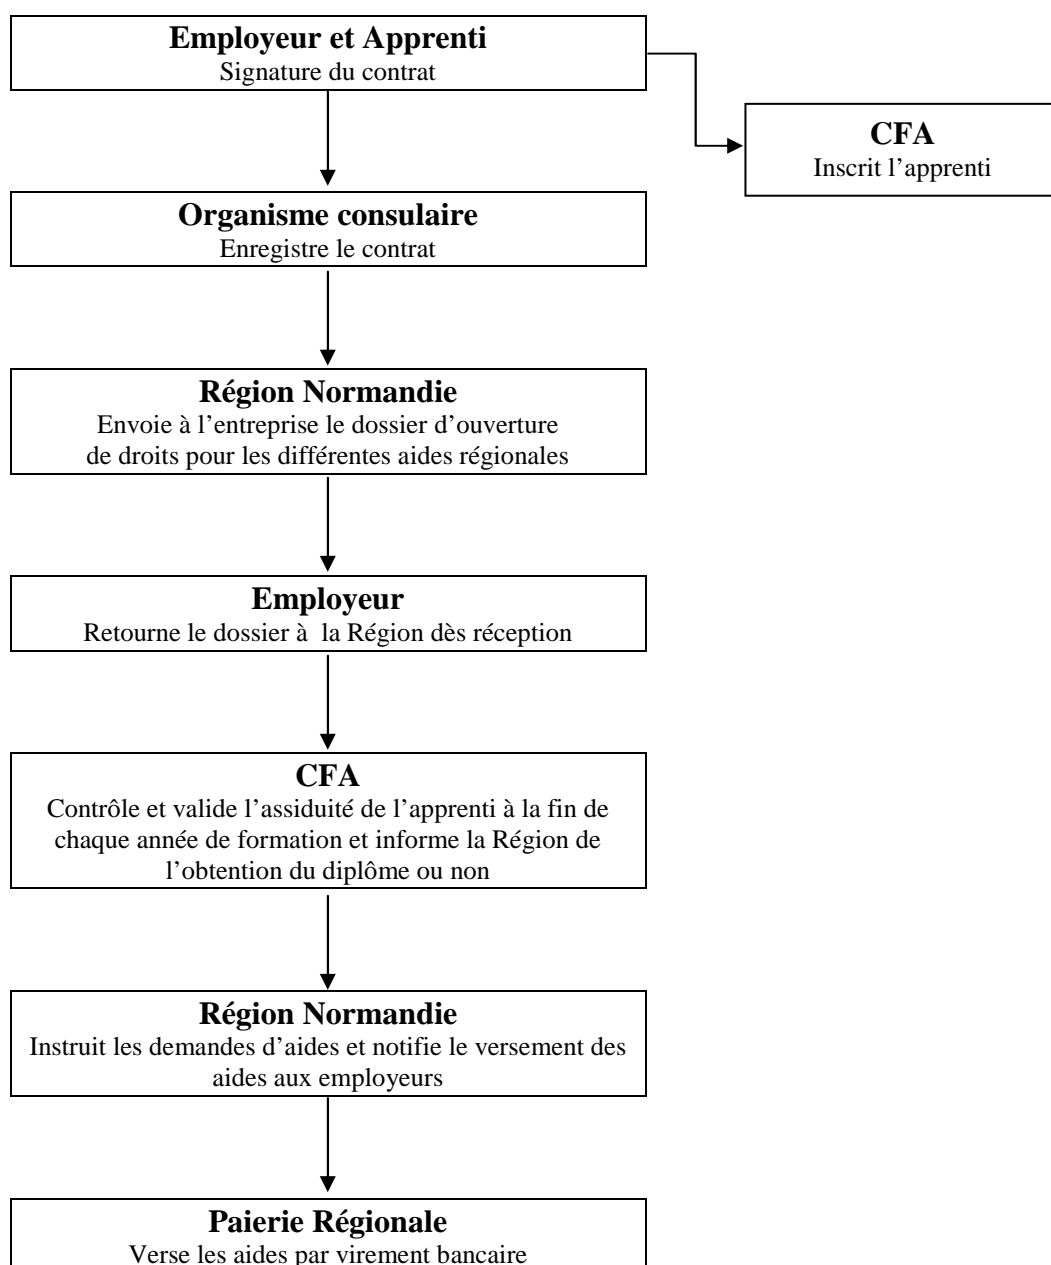 Employeur et Apprenti
Signature du contrat
CFA
Inscrit l’apprenti
Organisme consulaire
Enregistre le contrat
Région Normandie
Envoie à l’entreprise le dossier d’ouverture
de droits pour les différentes aides régionales
Employeur
Retourne le dossier à  la Région dès réception
CFA
Contrôle et valide l’assiduité de l’apprenti à la fin de
chaque année de formation et informe la Région de
l’obtention du diplôme ou non
Région Normandie
Instruit les demandes d’aides et notifie le versement des
aides aux employeurs
Paierie Régionale
Verse les aides par virement bancaire